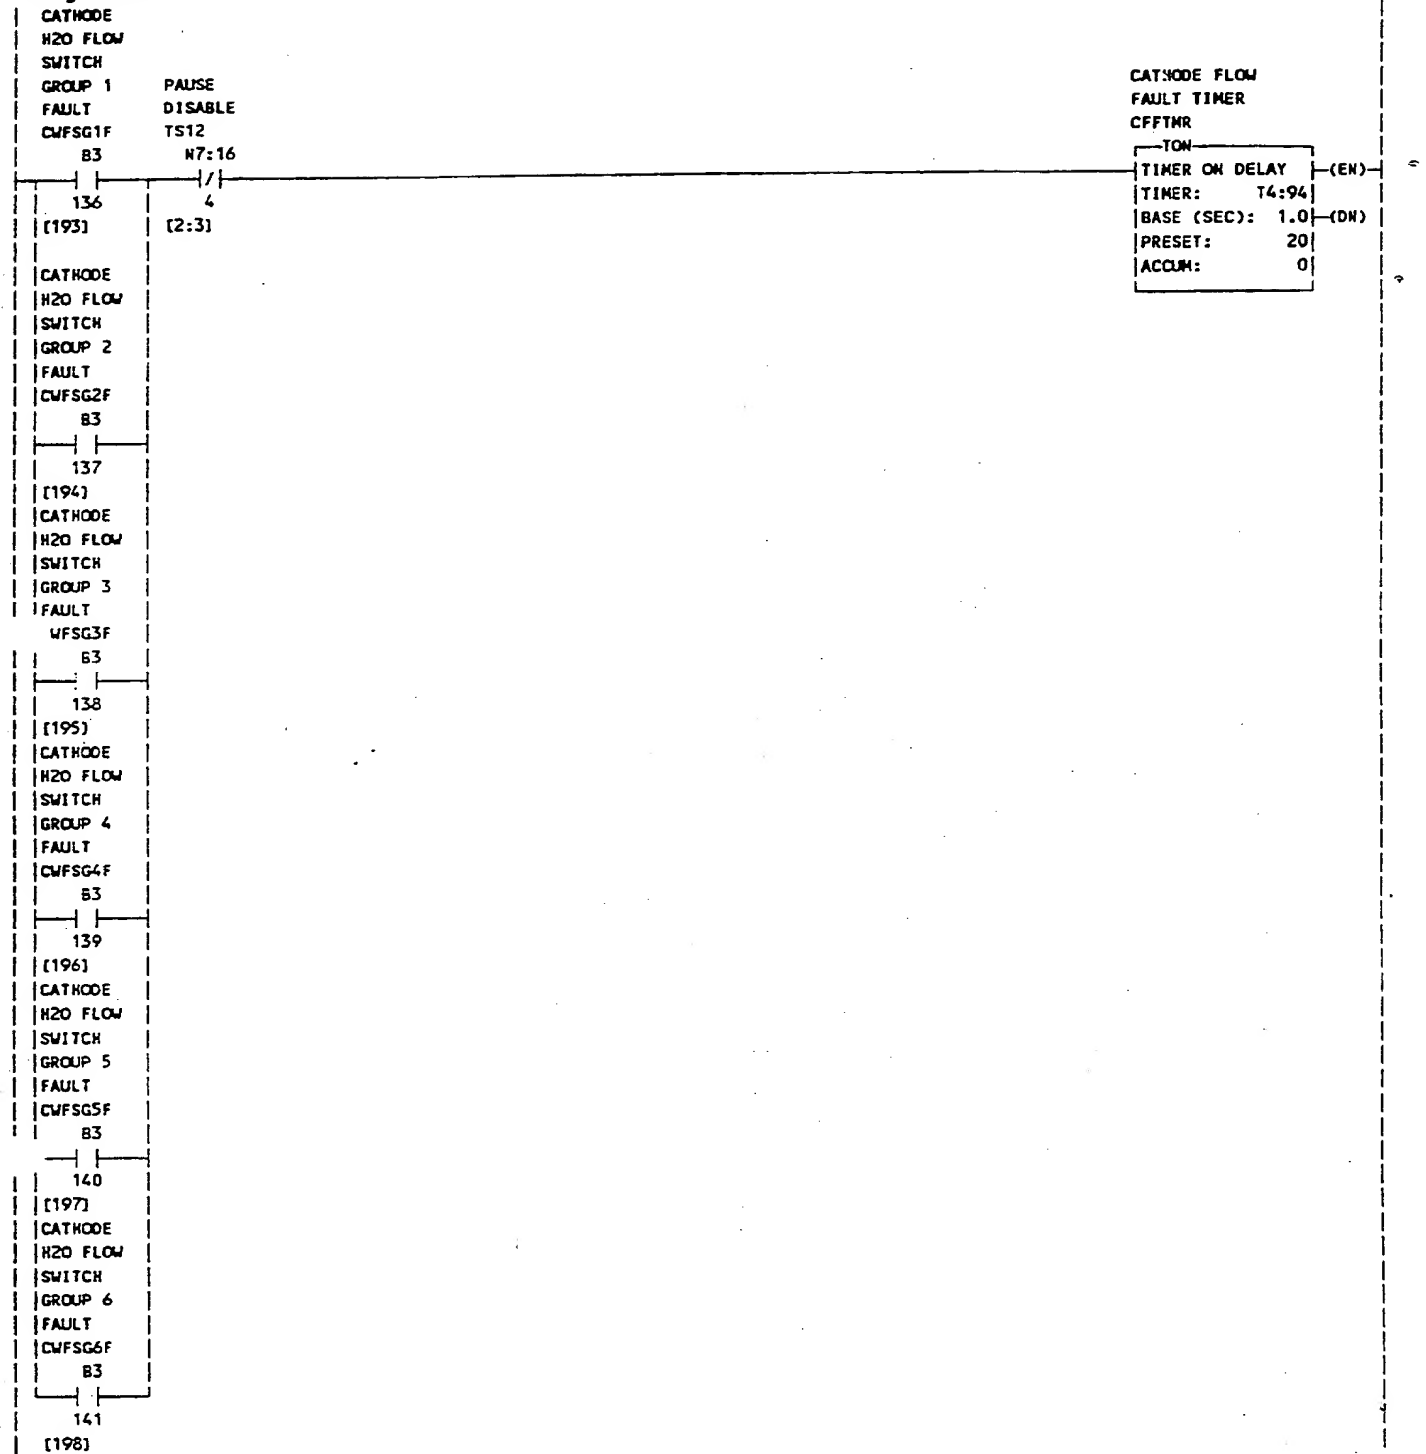 CATHODE
H2O FLOW
SWITCH
GROUP 1
FAULT
CWFSG1F
B3
136
[193]
PAUSE
DISABLE
TS12
N7:16
4
[2:3]
CATHODE FLOW
FAULT TIMER
CFFTMR
TON
TIMER ON DELAY (EN)
TIMER: T4:94
BASE (SEC): 1.0 (DN)
PRESET: 20
ACCUM: 0
CATHODE
H2O FLOW
SWITCH
GROUP 2
FAULT
CWFSG2F
B3
137
[194]
CATHODE
H2O FLOW
SWITCH
GROUP 3
FAULT
WFSG3F
B3
138
[195]
CATHODE
H2O FLOW
SWITCH
GROUP 4
FAULT
CWFSG4F
B3
139
[196]
CATHODE
H2O FLOW
SWITCH
GROUP 5
FAULT
CWFSG5F
B3
140
[197]
CATHODE
H2O FLOW
SWITCH
GROUP 6
FAULT
CWFSG6F
B3
141
[198]